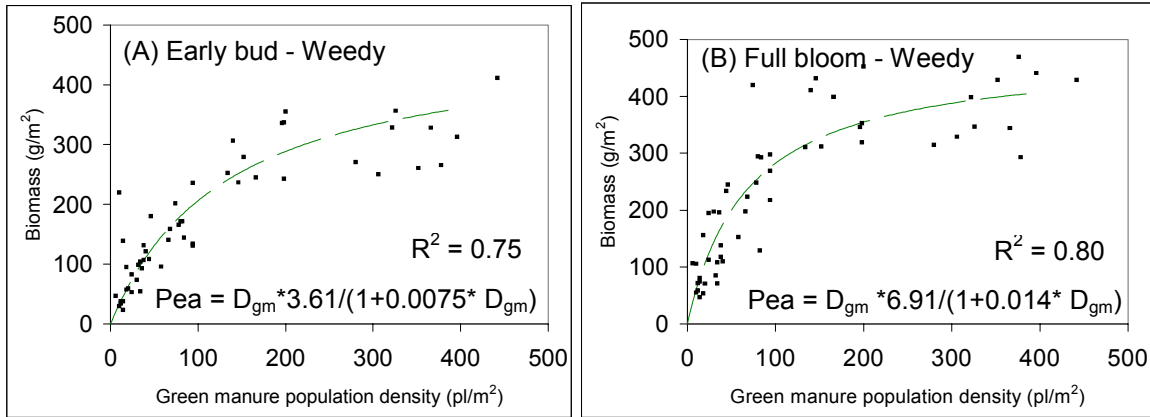 (A) Early bud - Weedy
500
400
300
200
100
0
Biomass (g/m²)
R² = 0.75
Pea = Dgm*3.61/(1+0.0075* Dgm)
0 100 200 300 400 500
Green manure population density (pl/m²)
(B) Full bloom - Weedy
500
400
300
200
100
0
Biomass (g/m²)
R² = 0.80
Pea = Dgm *6.91/(1+0.014* Dgm)
0 100 200 300 400 500
Green manure population density (pl/m²)